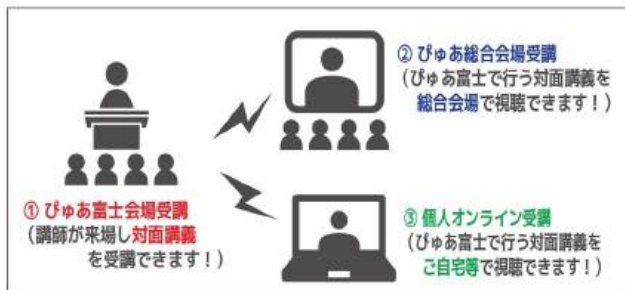 ① ぴゅあ富士会場受講
(講師が来場し対面講義
を受講できます!)
② ぴゅあ総合会場受講
(ぴゅあ富士で行う対面講義を
総合会場で視聴できます!)
③ 個人オンライン受講
(ぴゅあ富士で行う対面講義を
ご自宅等で視聴できます!)